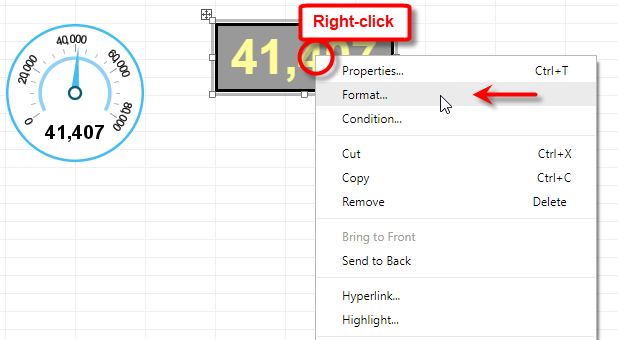 Right-click
41,407
20,000
40,000
60,000
80,000
0
41,407
Properties... Ctrl+T
Format...
Condition...
Cut Ctrl+X
Copy Ctrl+C
Remove Delete
Bring to Front
Send to Back
Hyperlink...
Highlight...